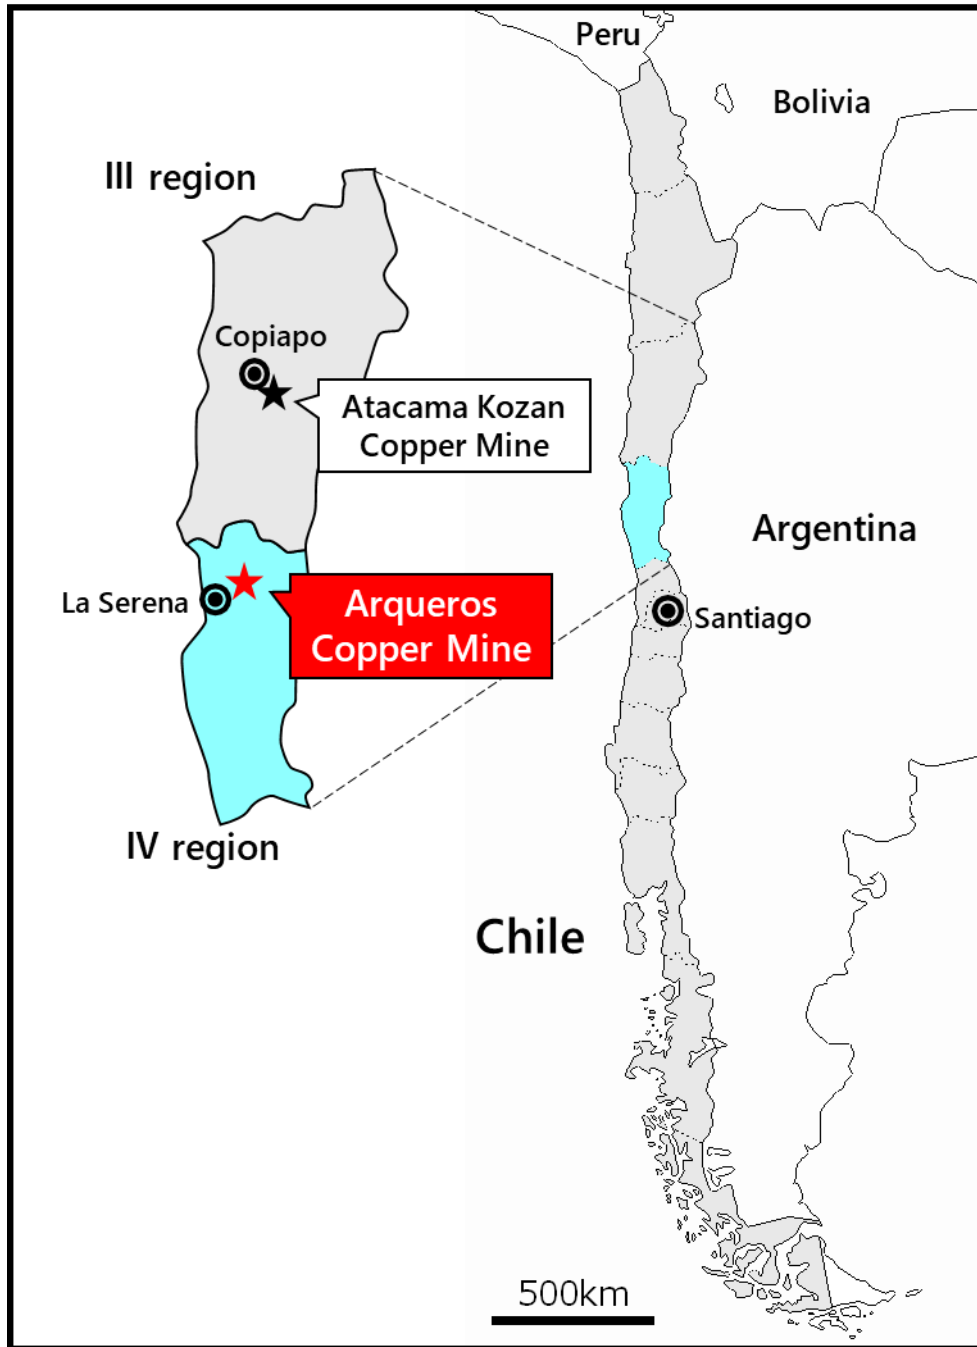 Peru
Bolivia
III region
Copiapo
Atacama Kozan
Copper Mine
Argentina
La Serena
Arqueros
Copper Mine
Santiago
IV region
Chile
500km